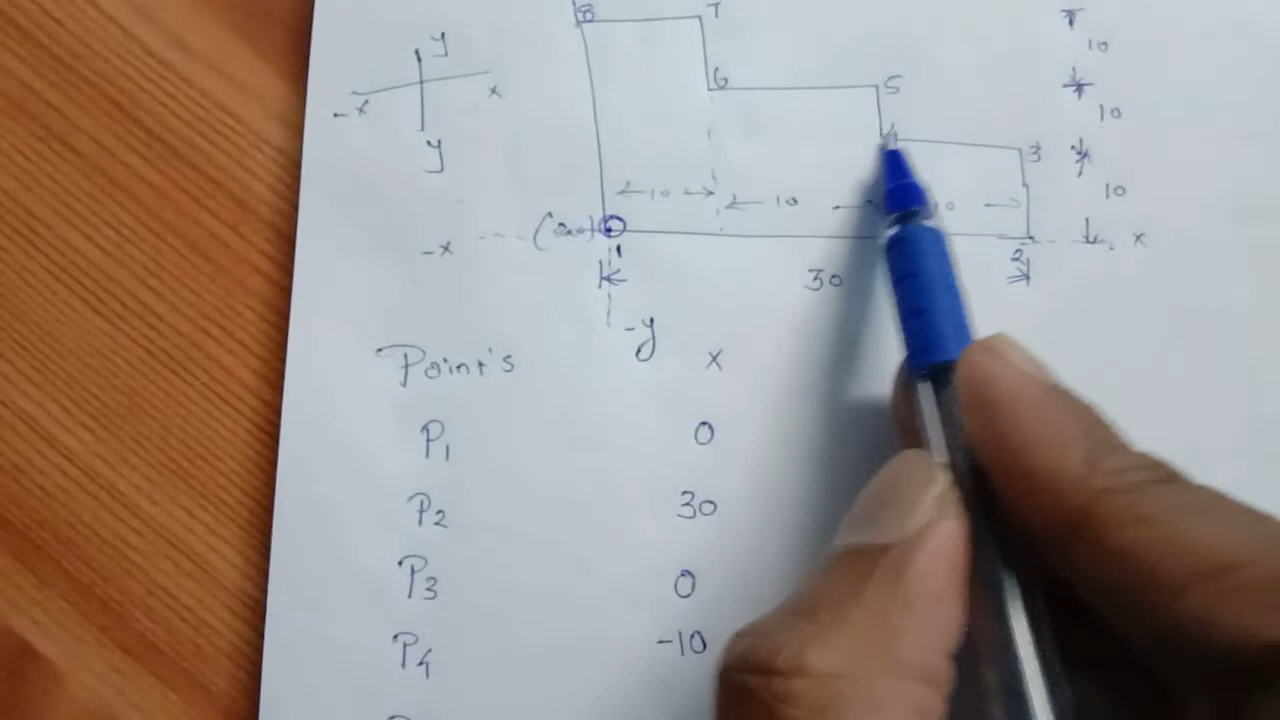 8 7
10
y
6 5
-x x
10
y
4 3
10 10 10 10
-x (0,0) x
1 2
30
-y
Point's x
P1 0
P2 30
P3 0
P4 -10